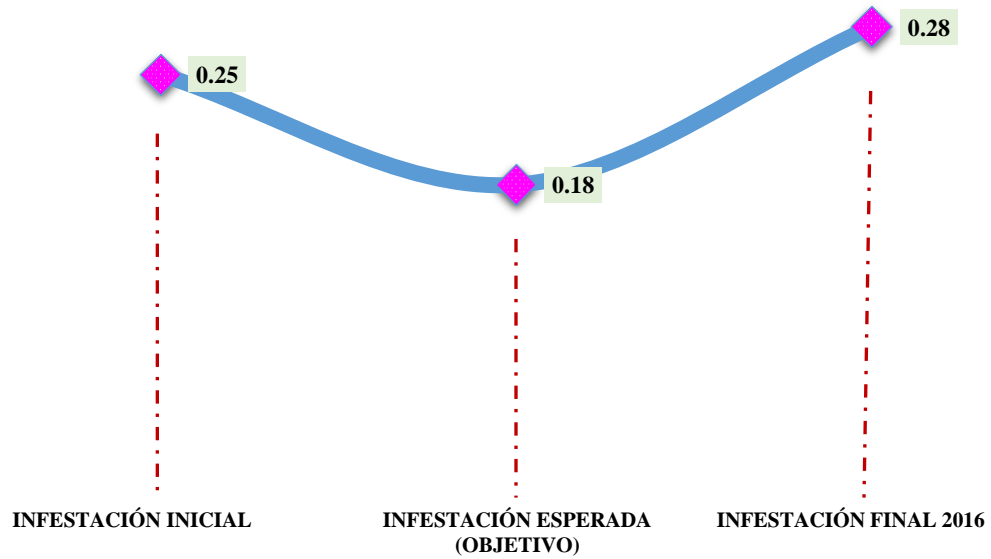 0.28
0.25
0.18
INFESTACIÓN INICIAL
INFESTACIÓN ESPERADA
(OBJETIVO)
INFESTACIÓN FINAL 2016